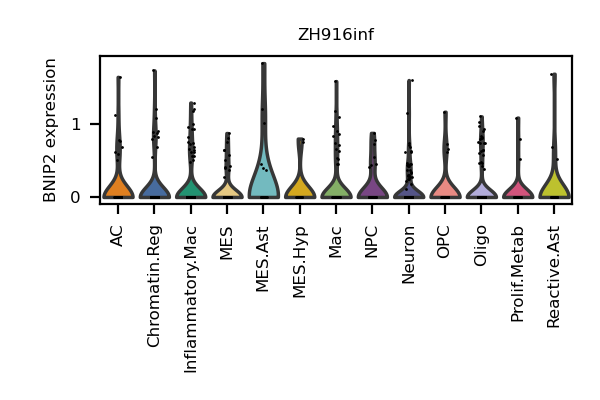 ZH916inf
BNIP2 expression
1
0
AC
Chromatin.Reg
Inflammatory.Mac
MES
MES.Ast
MES.Hyp
Mac
NPC
Neuron
OPC
Oligo
Prolif.Metab
Reactive.Ast